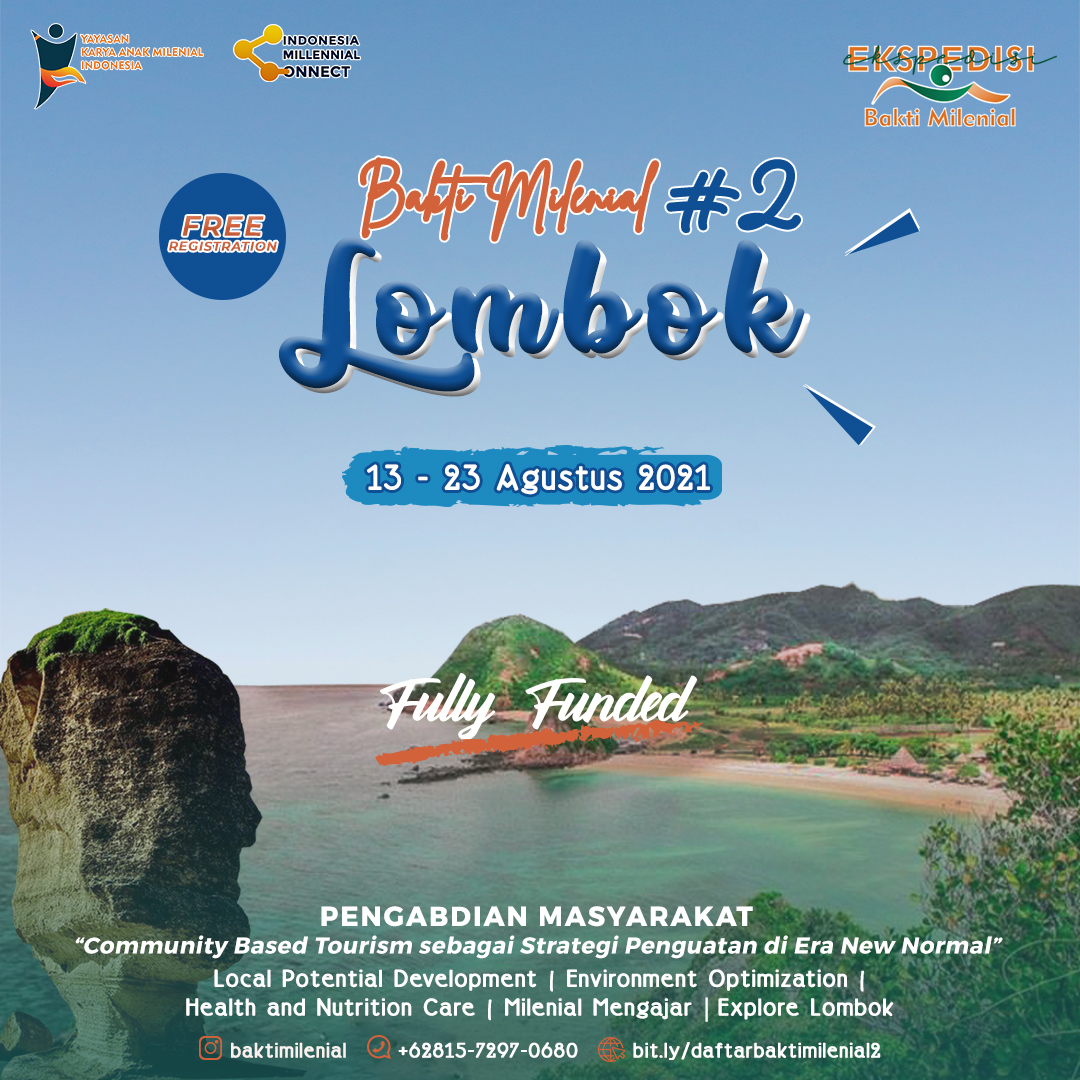 YAYASAN
KARYA ANAK MILENIAL
INDONESIA
INDONESIA
MILLENNIAL
CONNECT
EKSPEDISI
ekspedisi
Bakti Milenial
Bakti Milenial #2
FREE
REGISTRATION
Lombok
13 - 23 Agustus 2021
Fully Funded
PENGABDIAN MASYARAKAT
“Community Based Tourism sebagai Strategi Penguatan di Era New Normal”
Local Potential Development | Environment Optimization |
Health and Nutrition Care | Milenial Mengajar | Explore Lombok
baktimilenial +62815-7297-0680 bit.ly/daftarbaktimilenial2